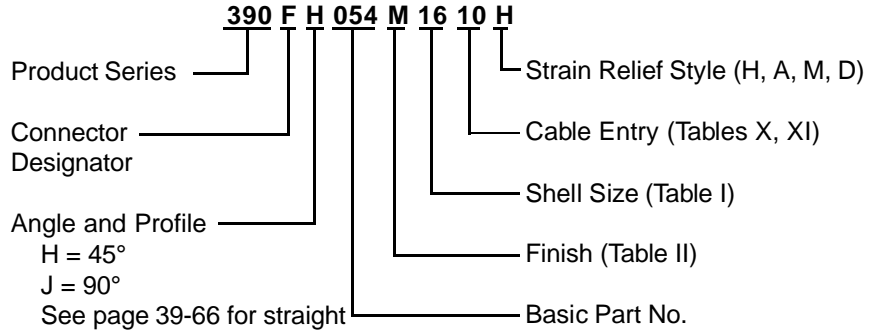 390 F H 054 M 16 10 H
Product Series
Connector
Designator
Angle and Profile
H = 45°
J = 90°
See page 39-66 for straight
Strain Relief Style (H, A, M, D)
Cable Entry (Tables X, XI)
Shell Size (Table I)
Finish (Table II)
Basic Part No.